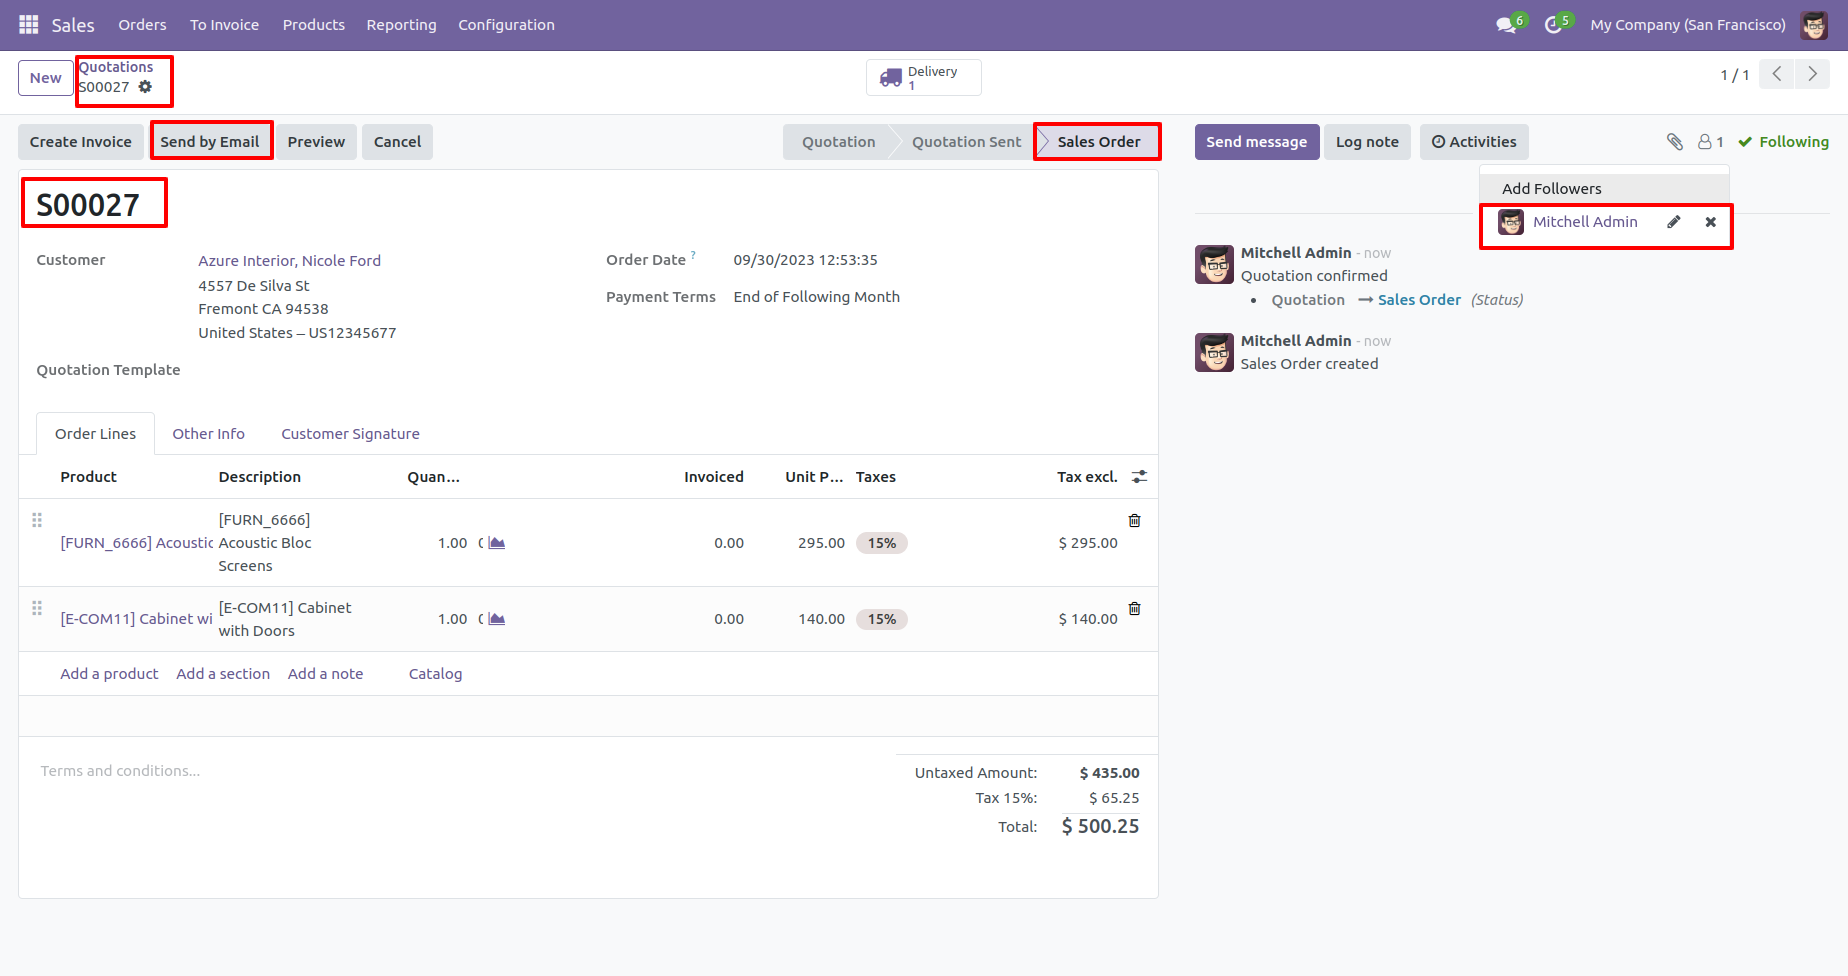 Sales Orders To Invoice Products Reporting Configuration 6 5 My Company (San Francisco)
New Quotations
S00027
Delivery
1
1 / 1
Create Invoice Send by Email Preview Cancel Quotation Quotation Sent Sales Order
Send message Log note Activities 1 Following
Add Followers
Mitchell Admin
S00027
Customer Azure Interior, Nicole Ford
4557 De Silva St
Fremont CA 94538
United States – US12345677
Order Date ? 09/30/2023 12:53:35
Payment Terms End of Following Month
Quotation Template
Mitchell Admin - now
Quotation confirmed
• Quotation → Sales Order (Status)
Mitchell Admin - now
Sales Order created
Order Lines Other Info Customer Signature
Product Description Quan... Invoiced Unit P... Taxes Tax excl.
[FURN_6666] Acoustic [FURN_6666]
Acoustic Bloc
Screens
1.00 0.00 295.00 15% $ 295.00
[E-COM11] Cabinet wi [E-COM11] Cabinet
with Doors
1.00 0.00 140.00 15% $ 140.00
Add a product Add a section Add a note Catalog
Terms and conditions...
Untaxed Amount: $ 435.00
Tax 15%: $ 65.25
Total: $ 500.25